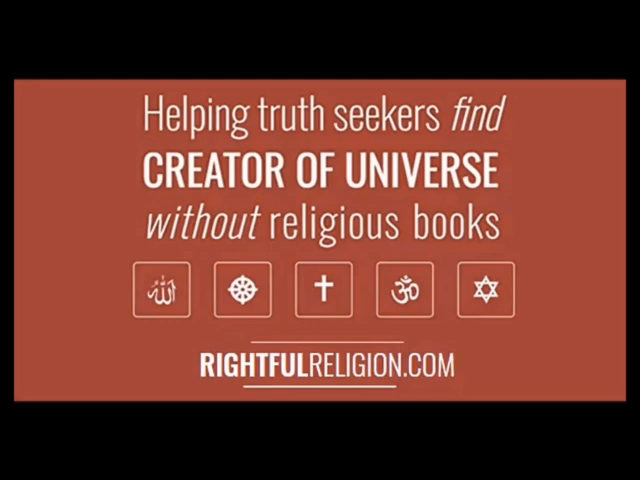 Helping truth seekers find
CREATOR OF UNIVERSE
without religious books
الله
ॐ
RIGHTFULRELIGION.COM